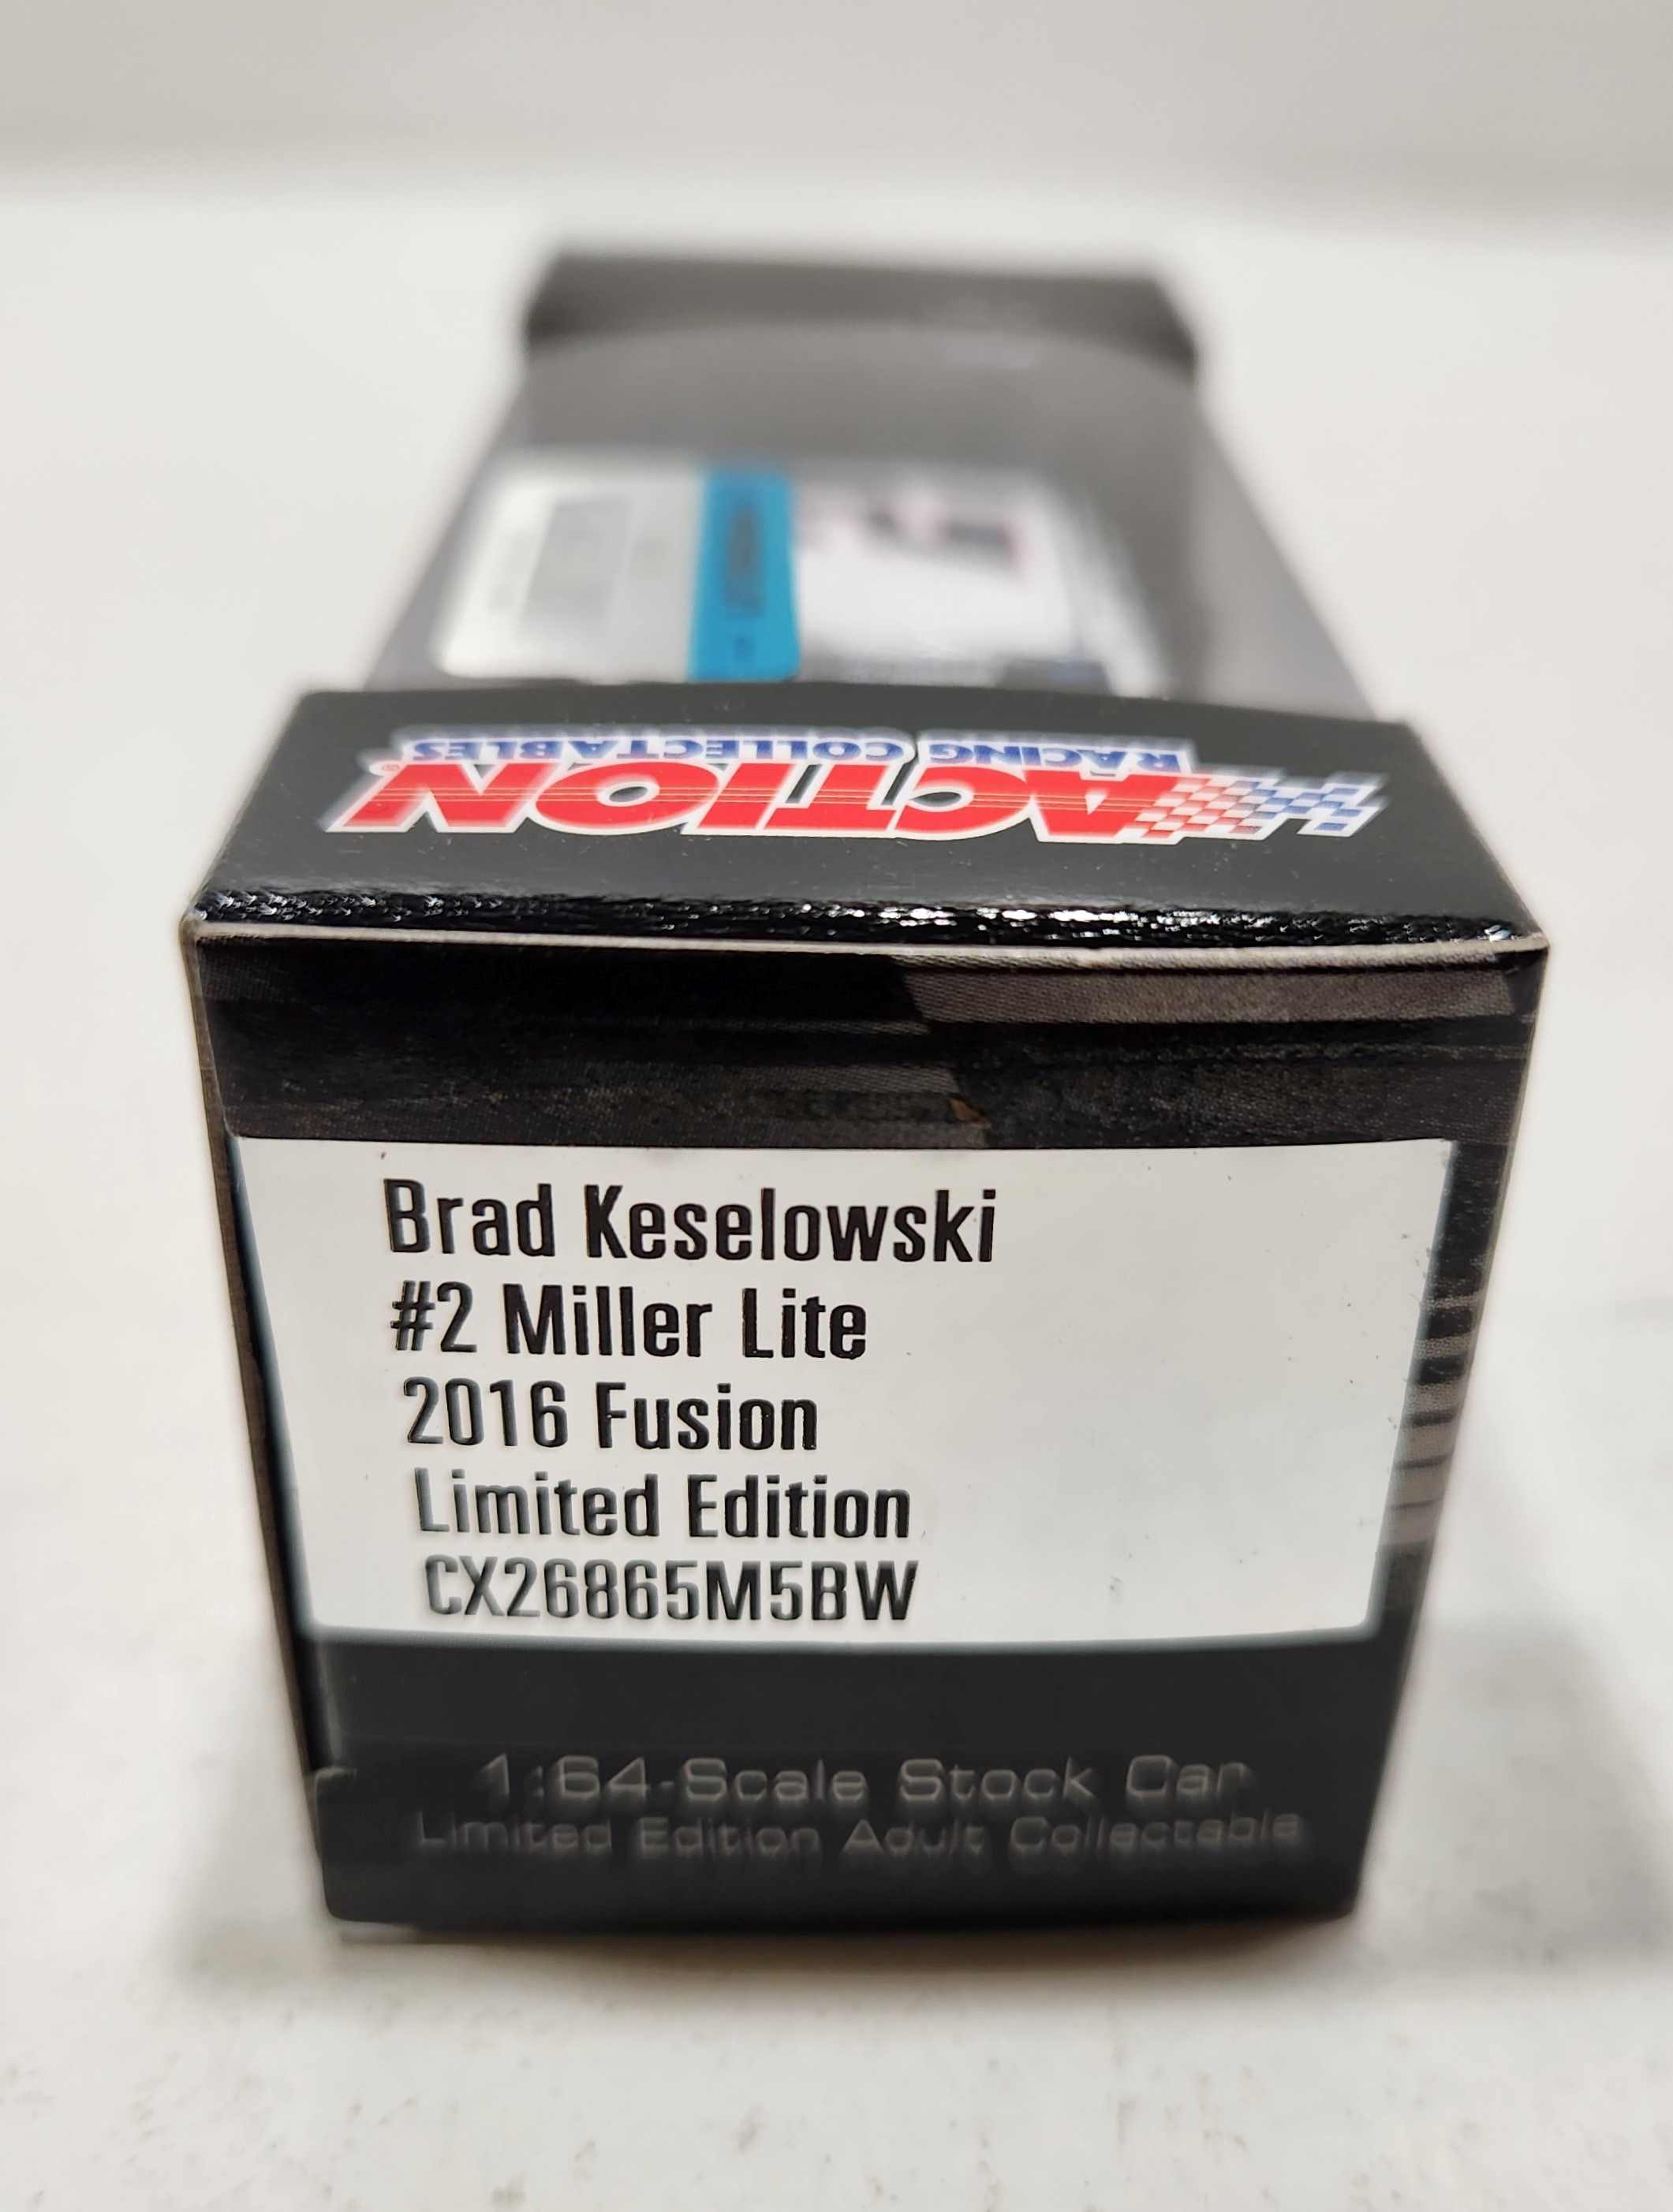 ACTION®
RACING COLLECTABLES
Brad Keselowski
#2 Miller Lite
2016 Fusion
Limited Edition
CX26865M5BW
1:64-Scale Stock Car
Limited Edition Adult Collectable